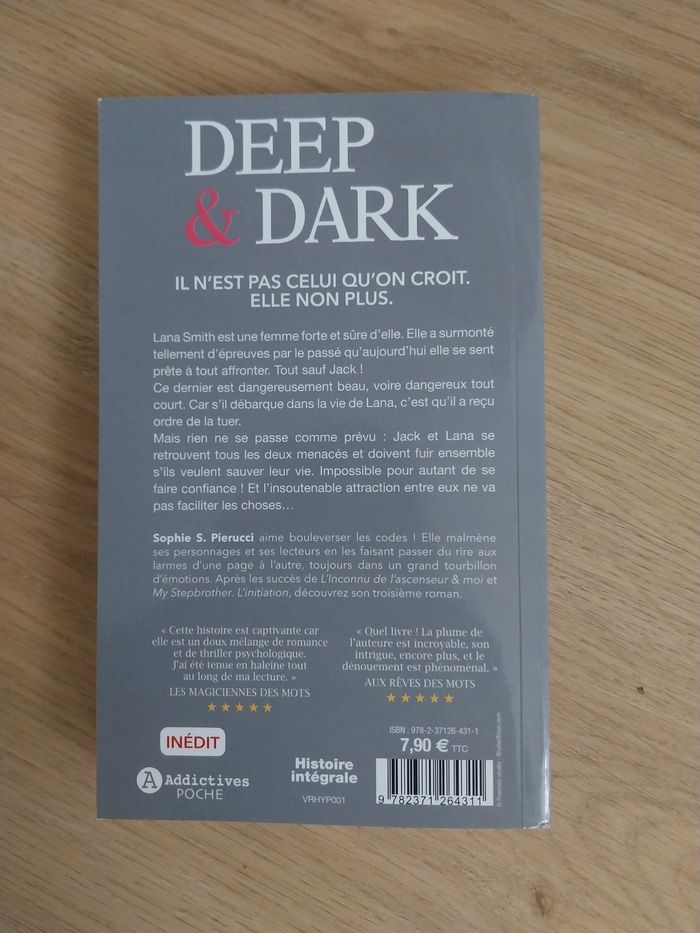 DEEP
& DARK
IL N'EST PAS CELUI QU'ON CROIT.
ELLE NON PLUS.
Lana Smith est une femme forte et sûre d'elle. Elle a surmonté
tellement d'épreuves par le passé qu'aujourd'hui elle se sent
prête à tout affronter. Tout sauf Jack !
Ce dernier est dangereusement beau, voire dangereux tout
court. Car s'il débarque dans la vie de Lana, c'est qu'il a reçu
ordre de la tuer.
Mais rien ne se passe comme prévu : Jack et Lana se
retrouvent tous les deux menacés et doivent fuir ensemble
s'ils veulent sauver leur vie. Impossible pour autant de se
faire confiance ! Et l'insoutenable attraction entre eux ne va
pas faciliter les choses…
Sophie S. Pierucci aime bouleverser les codes ! Elle malmène
ses personnages et ses lecteurs en les faisant passer du rire aux
larmes d'une page à l'autre, toujours dans un grand tourbillon
d'émotions. Après les succès de L'Inconnu de l'ascenseur & moi et
My Stepbrother. L'initiation, découvrez son troisième roman.
« Cette histoire est captivante car
elle est un doux mélange de romance
et de thriller psychologique.
J'ai été tenue en haleine tout
au long de ma lecture. »
LES MAGICIENNES DES MOTS
« Quel livre ! La plume de
l'auteure est incroyable, son
intrigue, encore plus, et le
dénouement est phénoménal. »
AUX RÊVES DES MOTS
INÉDIT
A Addictives
POCHE
Histoire
intégrale
VRHYP001
ISBN : 978-2-37126-431-1
7,90 € TTC
9 782371 264311